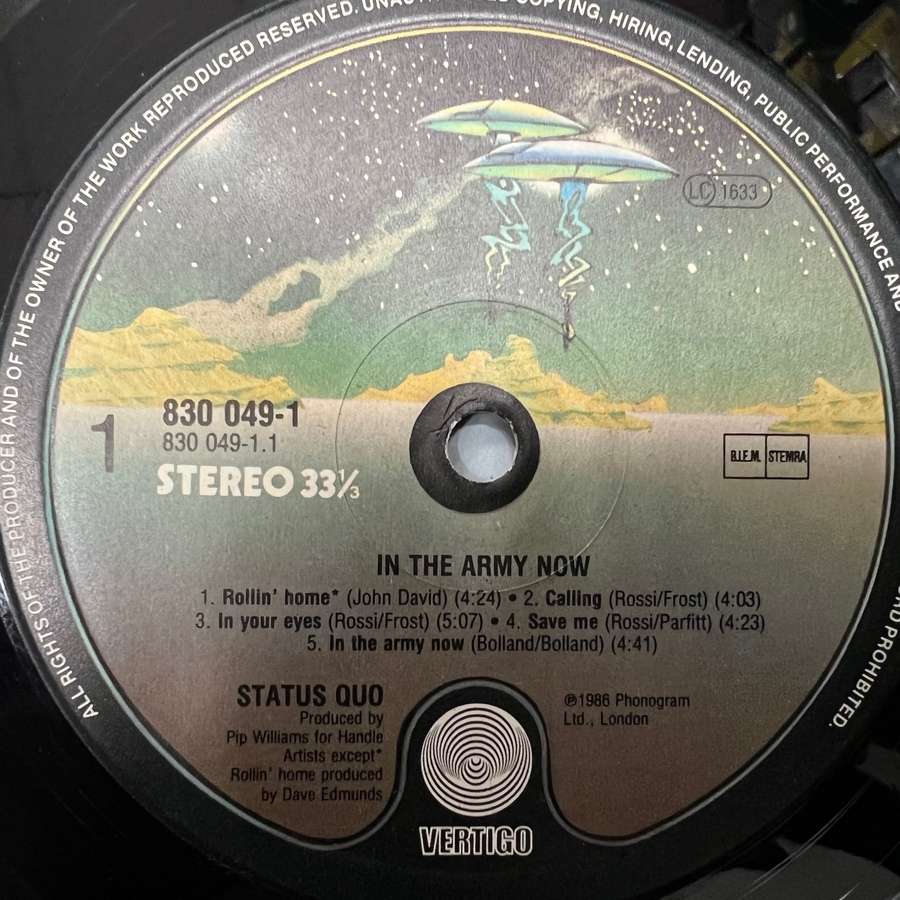 ALL RIGHTS OF THE PRODUCER AND OF THE OWNER OF THE WORK REPRODUCED RESERVED. COPYING, HIRING, LENDING, PUBLIC PERFORMANCE AND
PROHIBITED.
LC 1633
1
830 049-1
830 049-1.1
STEREO 33⅓
B.I.E.M. STEMRA
IN THE ARMY NOW
1. Rollin' home* (John David) (4:24) • 2. Calling (Rossi/Frost) (4:03)
3. In your eyes (Rossi/Frost) (5:07) • 4. Save me (Rossi/Parfitt) (4:23)
5. In the army now (Bolland/Bolland) (4:41)
STATUS QUO
Produced by
Pip Williams for Handle
Artists except*
Rollin' home produced
by Dave Edmunds
℗1986 Phonogram
Ltd., London
VERTIGO